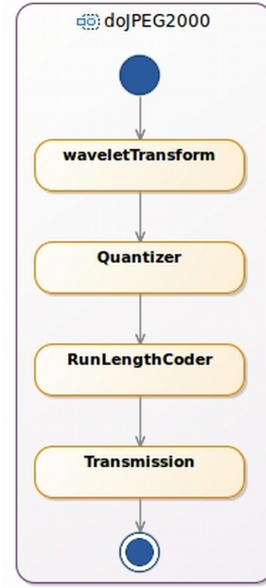 doJPEG2000
waveletTransform
Quantizer
RunLengthCoder
Transmission